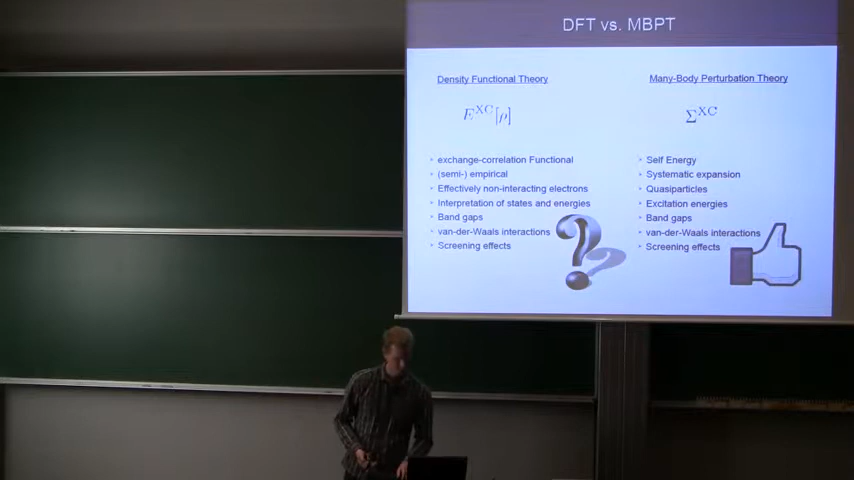 DFT vs. MBPT
Density Functional Theory
E^XC[ρ]
exchange-correlation Functional
(semi-) empirical
Effectively non-interacting electrons
Interpretation of states and energies
Band gaps
van-der-Waals interactions
Screening effects
?
Many-Body Perturbation Theory
Σ^XC
Self Energy
Systematic expansion
Quasiparticles
Excitation energies
Band gaps
van-der-Waals interactions
Screening effects